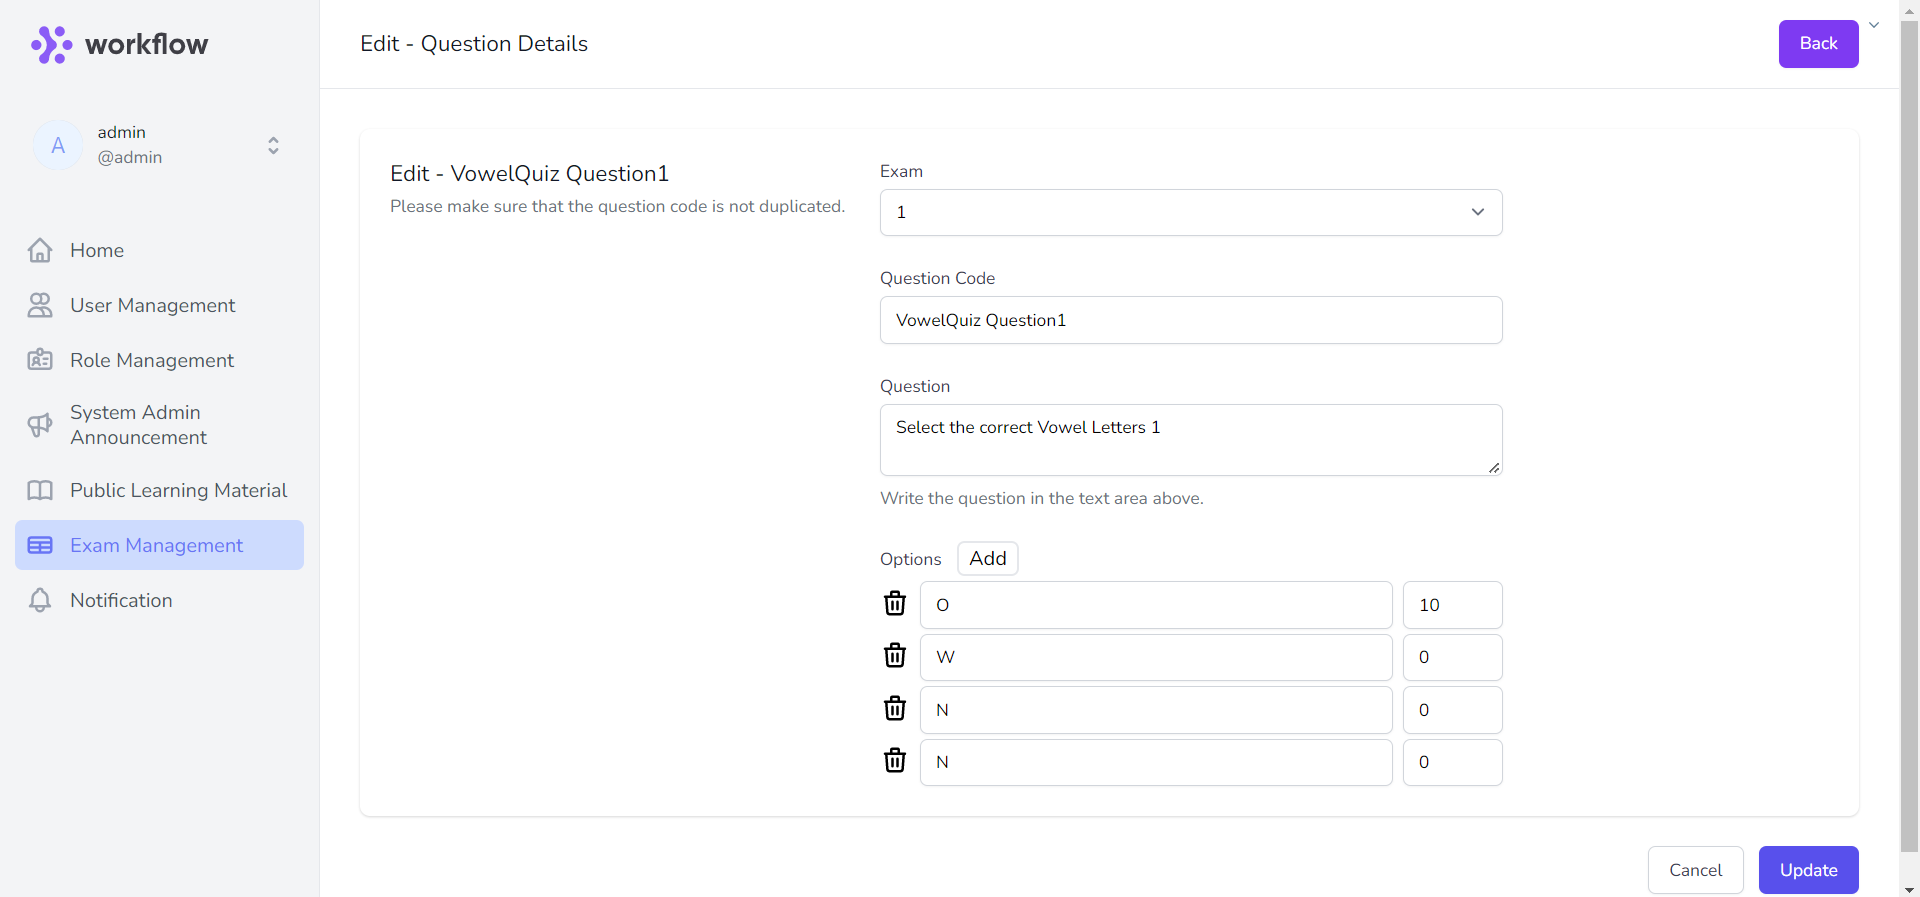 workflow
A
admin
@admin
Home
User Management
Role Management
System Admin
Announcement
Public Learning Material
Exam Management
Notification
Edit - Question Details
Back
Edit - VowelQuiz Question1
Please make sure that the question code is not duplicated.
Exam
1
Question Code
VowelQuiz Question1
Question
Select the correct Vowel Letters 1
Write the question in the text area above.
Options Add
O 10
W 0
N 0
N 0
Cancel Update